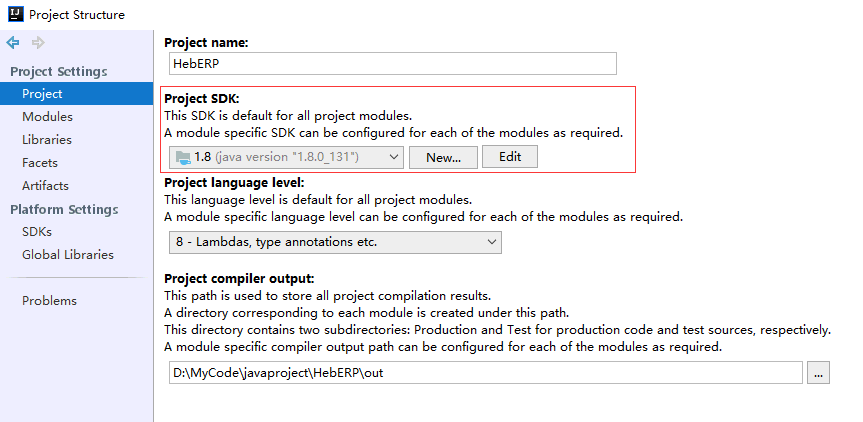 IJ
Project Structure
Project Settings
Project
Modules
Libraries
Facets
Artifacts
Platform Settings
SDKs
Global Libraries
Problems
Project name:
HebERP
Project SDK:
This SDK is default for all project modules.
A module specific SDK can be configured for each of the modules as required.
1.8 (java version "1.8.0_131")
New...
Edit
Project language level:
This language level is default for all project modules.
A module specific language level can be configured for each of the modules as required.
8 - Lambdas, type annotations etc.
Project compiler output:
This path is used to store all project compilation results.
A directory corresponding to each module is created under this path.
This directory contains two subdirectories: Production and Test for production code and test sources, respectively.
A module specific compiler output path can be configured for each of the modules as required.
D:\MyCode\javaproject\HebERP\out
...